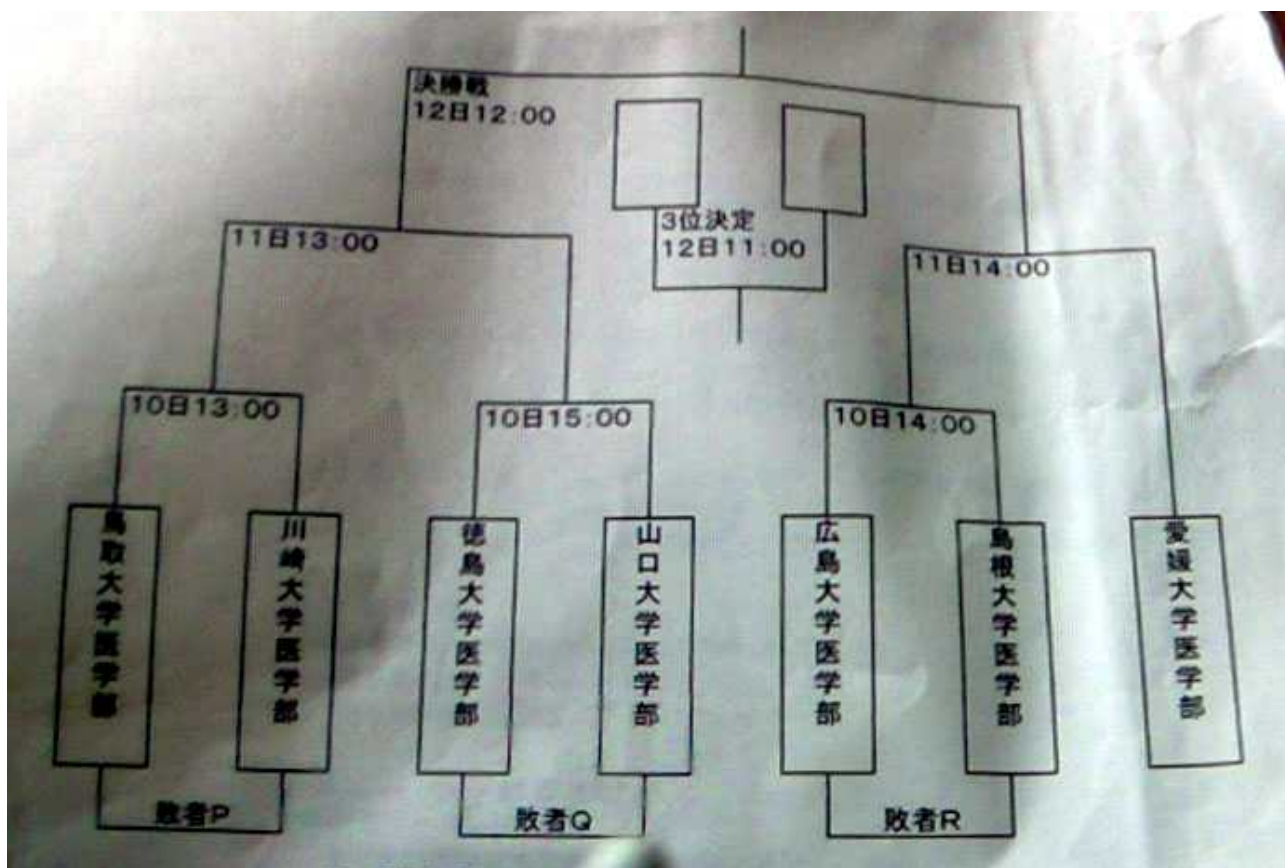 決勝戦
12日12:00
3位決定
12日11:00
11日13:00
11日14:00
10日13:00
10日15:00
10日14:00
鳥取大学医学部
川崎大学医学部
徳島大学医学部
山口大学医学部
広島大学医学部
島根大学医学部
愛媛大学医学部
敗者P
敗者Q
敗者R